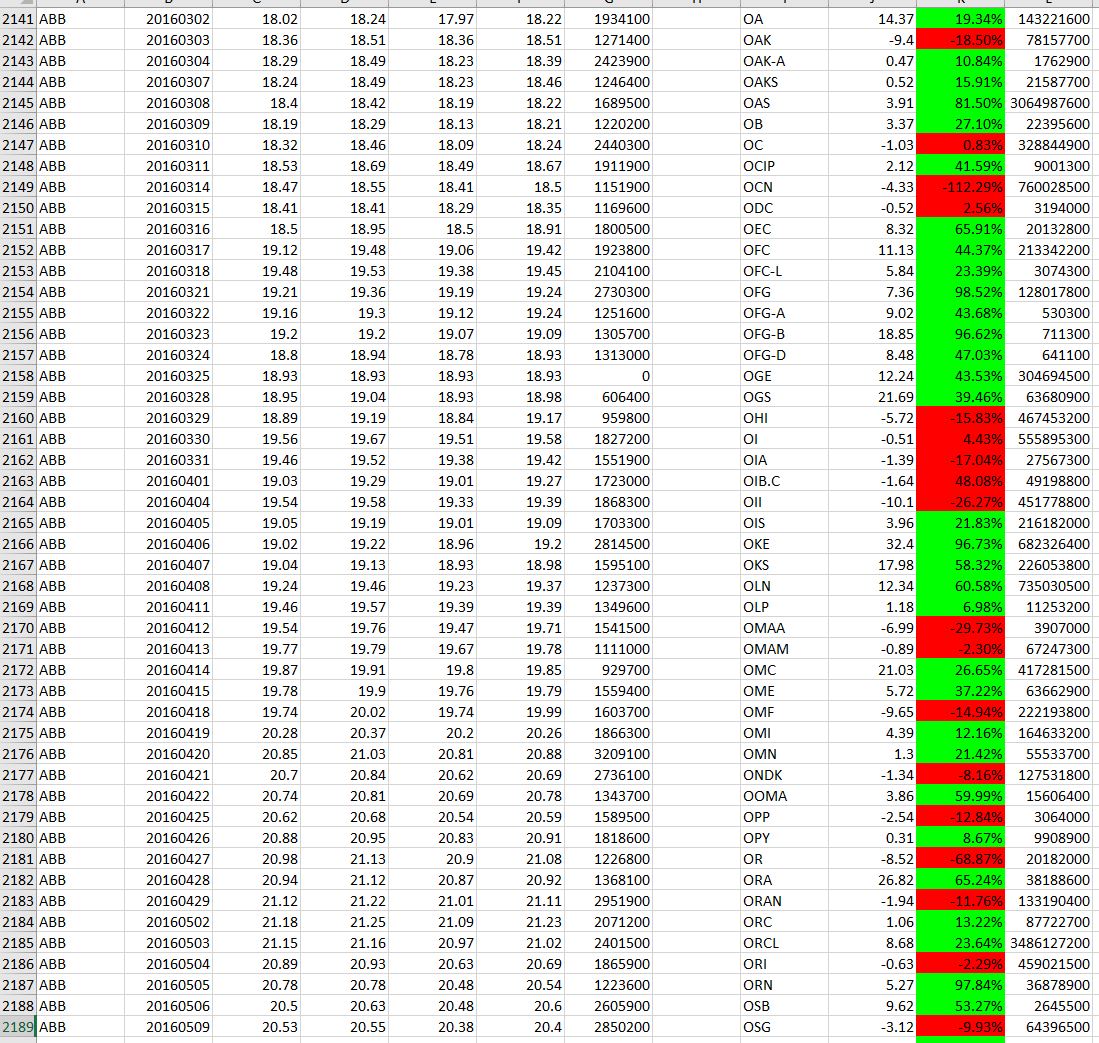 2141 ABB 20160302 18.02 18.24 17.97 18.22 1934100 OA 14.37 19.34% 143221600
2142 ABB 20160303 18.36 18.51 18.36 18.51 1271400 OAK -9.4 -18.50% 78157700
2143 ABB 20160304 18.29 18.49 18.23 18.39 2423900 OAK-A 0.47 10.84% 1762900
2144 ABB 20160307 18.24 18.49 18.23 18.46 1246400 OAKS 0.52 15.91% 21587700
2145 ABB 20160308 18.4 18.42 18.19 18.22 1689500 OAS 3.91 81.50% 3064987600
2146 ABB 20160309 18.19 18.29 18.13 18.21 1220200 OB 3.37 27.10% 22395600
2147 ABB 20160310 18.32 18.46 18.09 18.24 2440300 OC -1.03 0.83% 328844900
2148 ABB 20160311 18.53 18.69 18.49 18.67 1911900 OCIP 2.12 41.59% 9001300
2149 ABB 20160314 18.47 18.55 18.41 18.5 1151900 OCN -4.33 -112.29% 760028500
2150 ABB 20160315 18.41 18.41 18.29 18.35 1169600 ODC -0.52 2.56% 3194000
2151 ABB 20160316 18.5 18.95 18.5 18.91 1800500 OEC 8.32 65.91% 20132800
2152 ABB 20160317 19.12 19.48 19.06 19.42 1923800 OFC 11.13 44.37% 213342200
2153 ABB 20160318 19.48 19.53 19.38 19.45 2104100 OFC-L 5.84 23.39% 3074300
2154 ABB 20160321 19.21 19.36 19.19 19.24 2730300 OFG 7.36 98.52% 128017800
2155 ABB 20160322 19.16 19.3 19.12 19.24 1251600 OFG-A 9.02 43.68% 530300
2156 ABB 20160323 19.2 19.2 19.07 19.09 1305700 OFG-B 18.85 96.62% 711300
2157 ABB 20160324 18.8 18.94 18.78 18.93 1313000 OFG-D 8.48 47.03% 641100
2158 ABB 20160325 18.93 18.93 18.93 18.93 0 OGE 12.24 43.53% 304694500
2159 ABB 20160328 18.95 19.04 18.93 18.98 606400 OGS 21.69 39.46% 63680900
2160 ABB 20160329 18.89 19.19 18.84 19.17 959800 OHI -5.72 -15.83% 467453200
2161 ABB 20160330 19.56 19.67 19.51 19.58 1827200 OI -0.51 4.43% 555895300
2162 ABB 20160331 19.46 19.52 19.38 19.42 1551900 OIA -1.39 -17.04% 27567300
2163 ABB 20160401 19.03 19.29 19.01 19.27 1723000 OIB.C -1.64 48.08% 49198800
2164 ABB 20160404 19.54 19.58 19.33 19.39 1868300 OII -10.1 -26.27% 451778800
2165 ABB 20160405 19.05 19.19 19.01 19.09 1703300 OIS 3.96 21.83% 216182000
2166 ABB 20160406 19.02 19.22 18.96 19.2 2814500 OKE 32.4 96.73% 682326400
2167 ABB 20160407 19.04 19.13 18.93 18.98 1595100 OKS 17.98 58.32% 226053800
2168 ABB 20160408 19.24 19.46 19.23 19.37 1237300 OLN 12.34 60.58% 735030500
2169 ABB 20160411 19.46 19.57 19.39 19.39 1349600 OLP 1.18 6.98% 11253200
2170 ABB 20160412 19.54 19.76 19.47 19.71 1541500 OMAA -6.99 -29.73% 3907000
2171 ABB 20160413 19.77 19.79 19.67 19.78 1111000 OMAM -0.89 -2.30% 67247300
2172 ABB 20160414 19.87 19.91 19.8 19.85 929700 OMC 21.03 26.65% 417281500
2173 ABB 20160415 19.78 19.9 19.76 19.79 1559400 OME 5.72 37.22% 63662900
2174 ABB 20160418 19.74 20.02 19.74 19.99 1603700 OMF -9.65 -14.94% 222193800
2175 ABB 20160419 20.28 20.37 20.2 20.26 1866300 OMI 4.39 12.16% 164633200
2176 ABB 20160420 20.85 21.03 20.81 20.88 3209100 OMN 1.3 21.42% 55533700
2177 ABB 20160421 20.7 20.84 20.62 20.69 2736100 ONDK -1.34 -8.16% 127531800
2178 ABB 20160422 20.74 20.81 20.69 20.78 1343700 OOMA 3.86 59.99% 15606400
2179 ABB 20160425 20.62 20.68 20.54 20.59 1589500 OPP -2.54 -12.84% 3064000
2180 ABB 20160426 20.88 20.95 20.83 20.91 1818600 OPY 0.31 8.67% 9908900
2181 ABB 20160427 20.98 21.13 20.9 21.08 1226800 OR -8.52 -68.87% 20182000
2182 ABB 20160428 20.94 21.12 20.87 20.92 1368100 ORA 26.82 65.24% 38188600
2183 ABB 20160429 21.12 21.22 21.01 21.11 2951900 ORAN -1.94 -11.76% 133190400
2184 ABB 20160502 21.18 21.25 21.09 21.23 2071200 ORC 1.06 13.22% 87722700
2185 ABB 20160503 21.15 21.16 20.97 21.02 2401500 ORCL 8.68 23.64% 3486127200
2186 ABB 20160504 20.89 20.93 20.63 20.69 1865900 ORI -0.63 -2.29% 459021500
2187 ABB 20160505 20.78 20.78 20.48 20.54 1223600 ORN 5.27 97.84% 36878900
2188 ABB 20160506 20.5 20.63 20.48 20.6 2605900 OSB 9.62 53.27% 2645500
2189 ABB 20160509 20.53 20.55 20.38 20.4 2850200 OSG -3.12 -9.93% 64396500